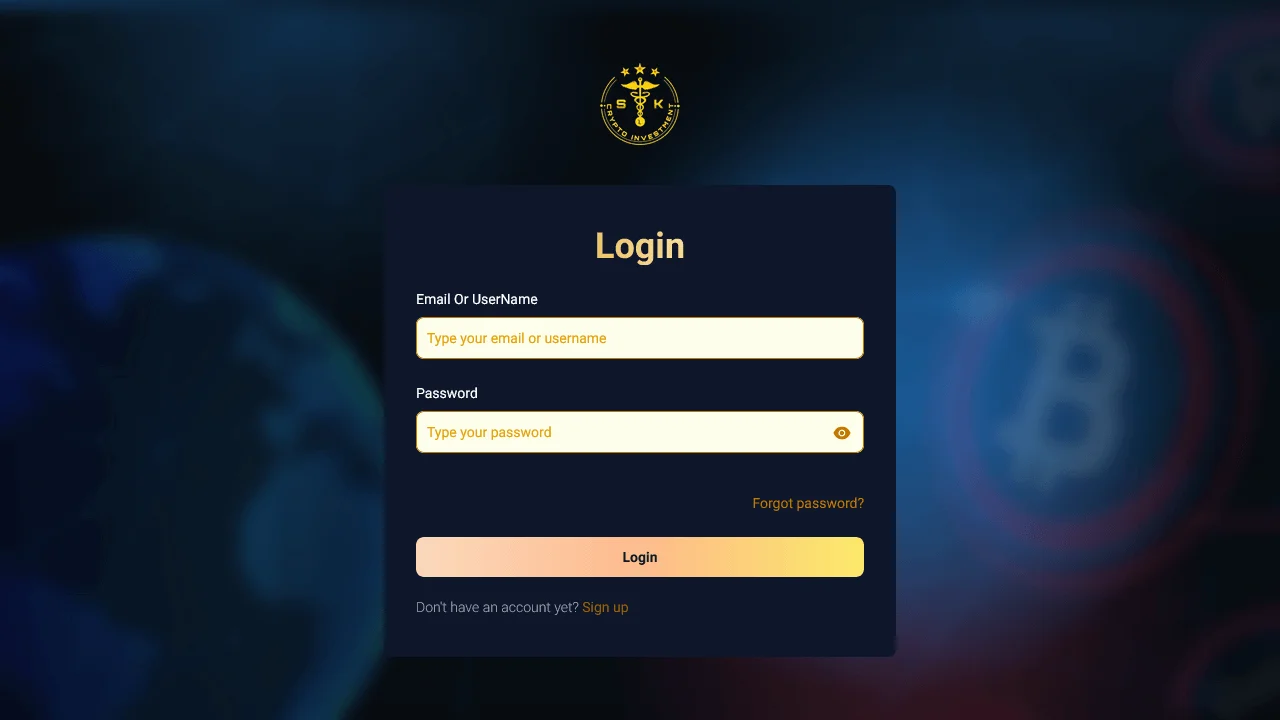 S K
CRYPTO INVESTMENT
Login
Email Or UserName
Type your email or username
Password
Type your password
Forgot password?
Login
Don't have an account yet? Sign up